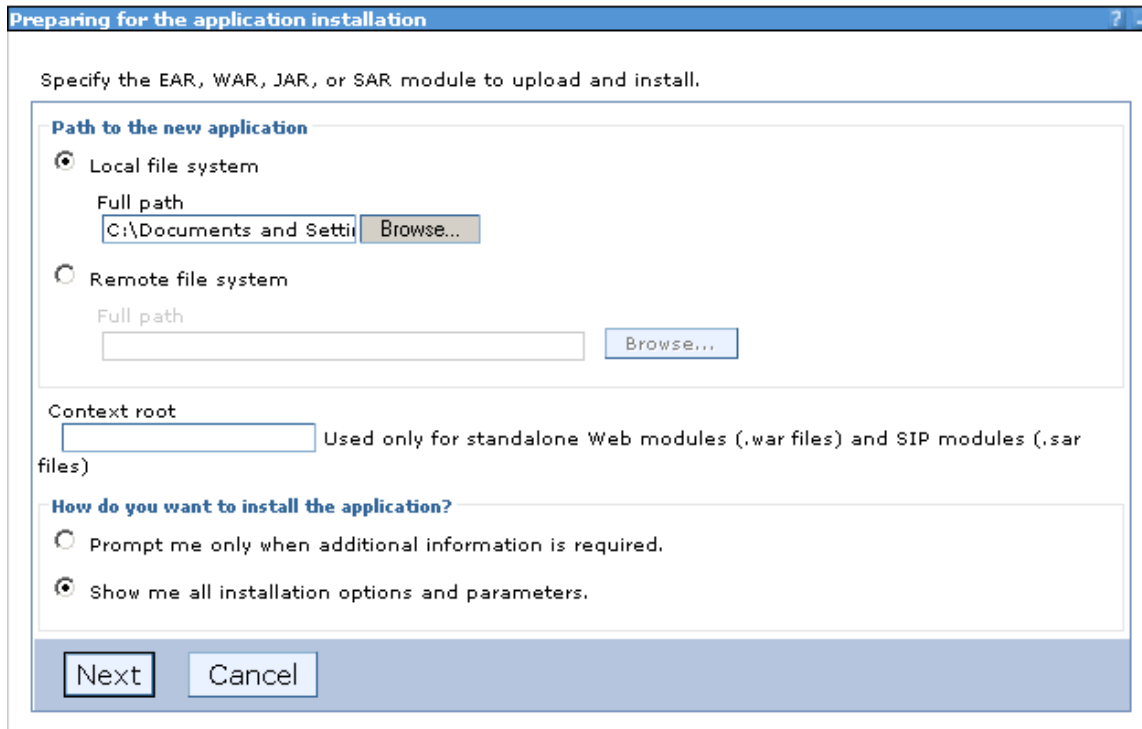 Preparing for the application installation ?
Specify the EAR, WAR, JAR, or SAR module to upload and install.
Path to the new application
Local file system
Full path
C:\Documents and Setti Browse...
Remote file system
Full path
Browse...
Context root
Used only for standalone Web modules (.war files) and SIP modules (.sar
files)
How do you want to install the application?
Prompt me only when additional information is required.
Show me all installation options and parameters.
Next Cancel